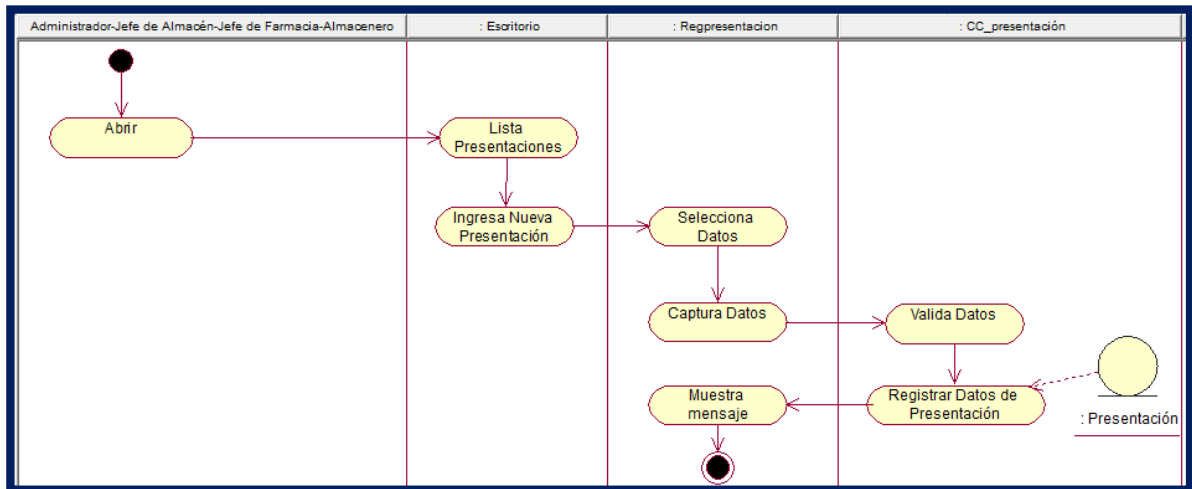 Administrador-Jefe de Almacén-Jefe de Farmacia-Almacenero
: Escritorio
: Regpresentacion
: CC_presentación
Abrir
Lista
Presentaciones
Ingresa Nueva
Presentación
Selecciona
Datos
Captura Datos
Valida Datos
Muestra
mensaje
Registrar Datos de
Presentación
: Presentación